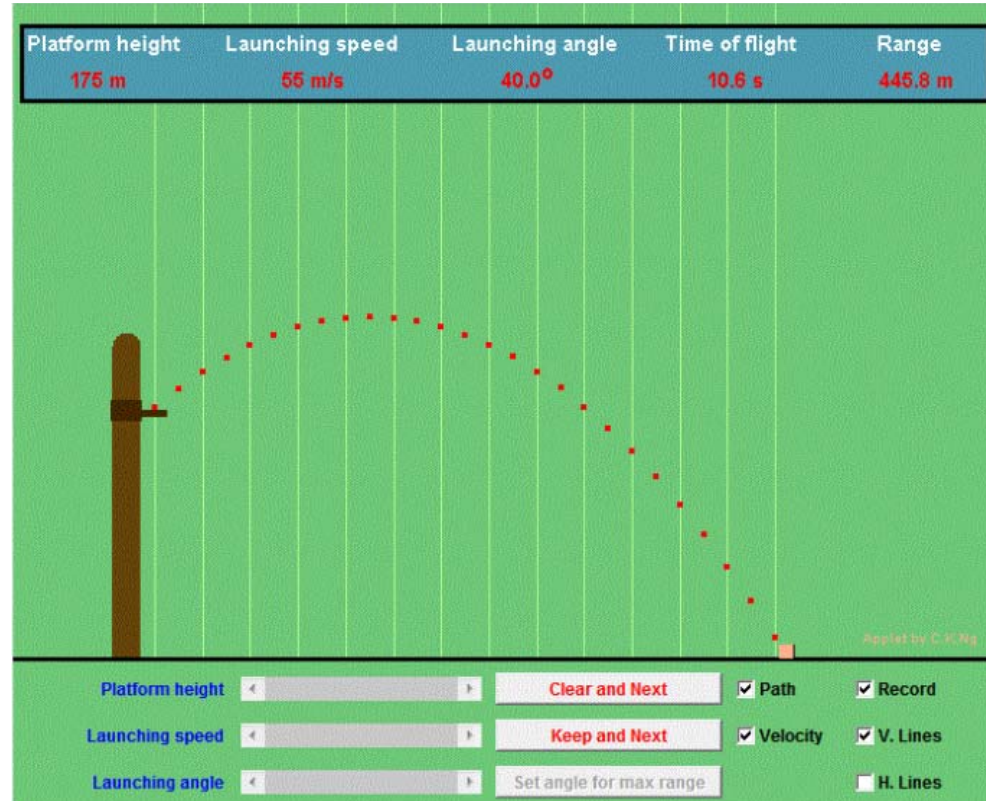 Platform height Launching speed Launching angle Time of flight Range
175 m 55 m/s 40.0° 10.6 s 445.8 m
Applet by C.K.Ng
Platform height Clear and Next Path Record
Launching speed Keep and Next Velocity V. Lines
Launching angle Set angle for max range H. Lines